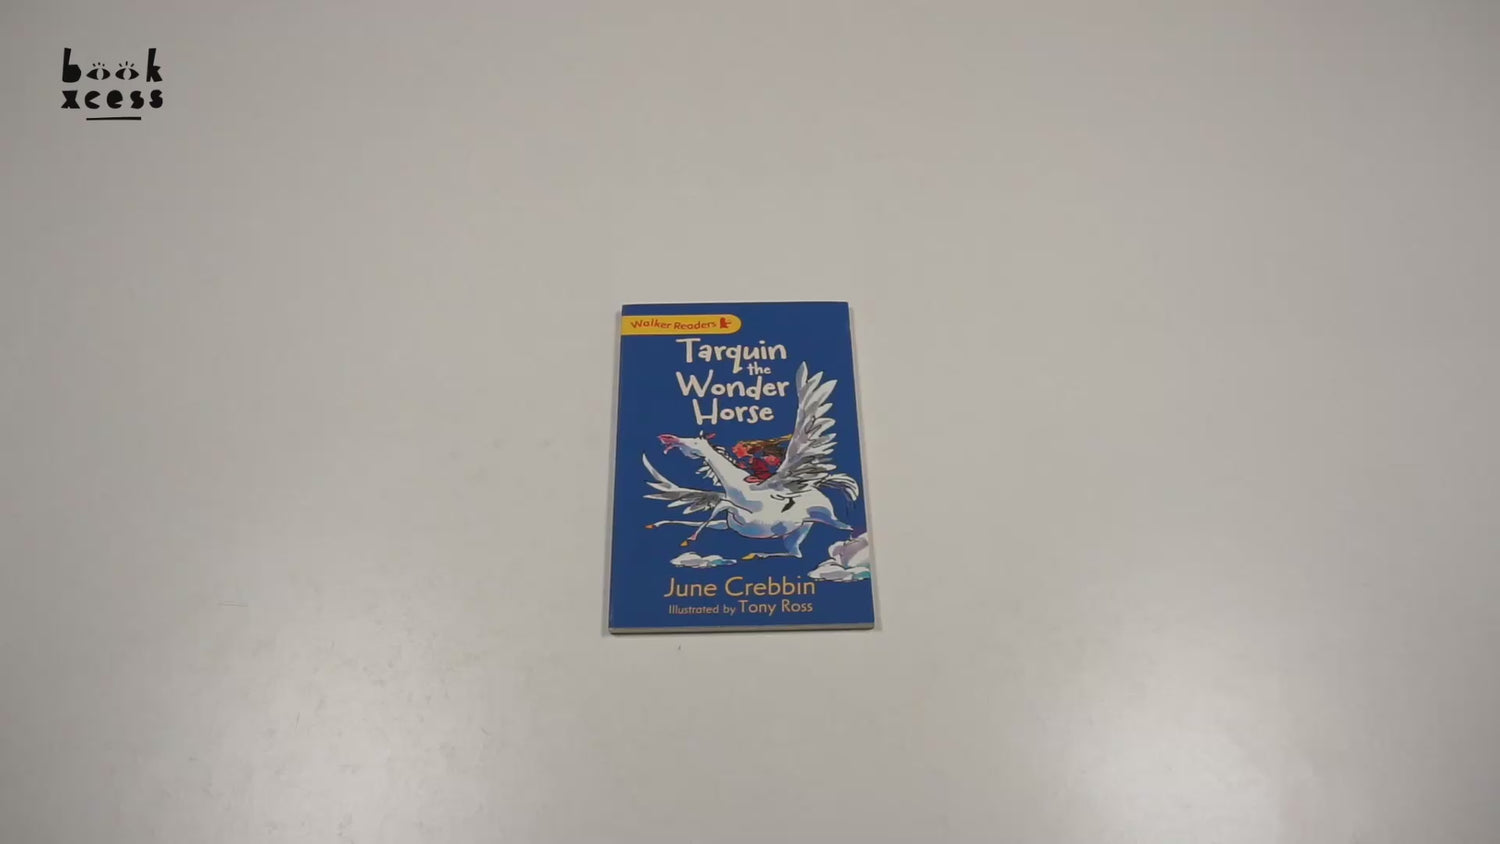 book
xcess
Walker Readers
Tarquin
the
Wonder
Horse
June Crebbin
Illustrated by Tony Ross